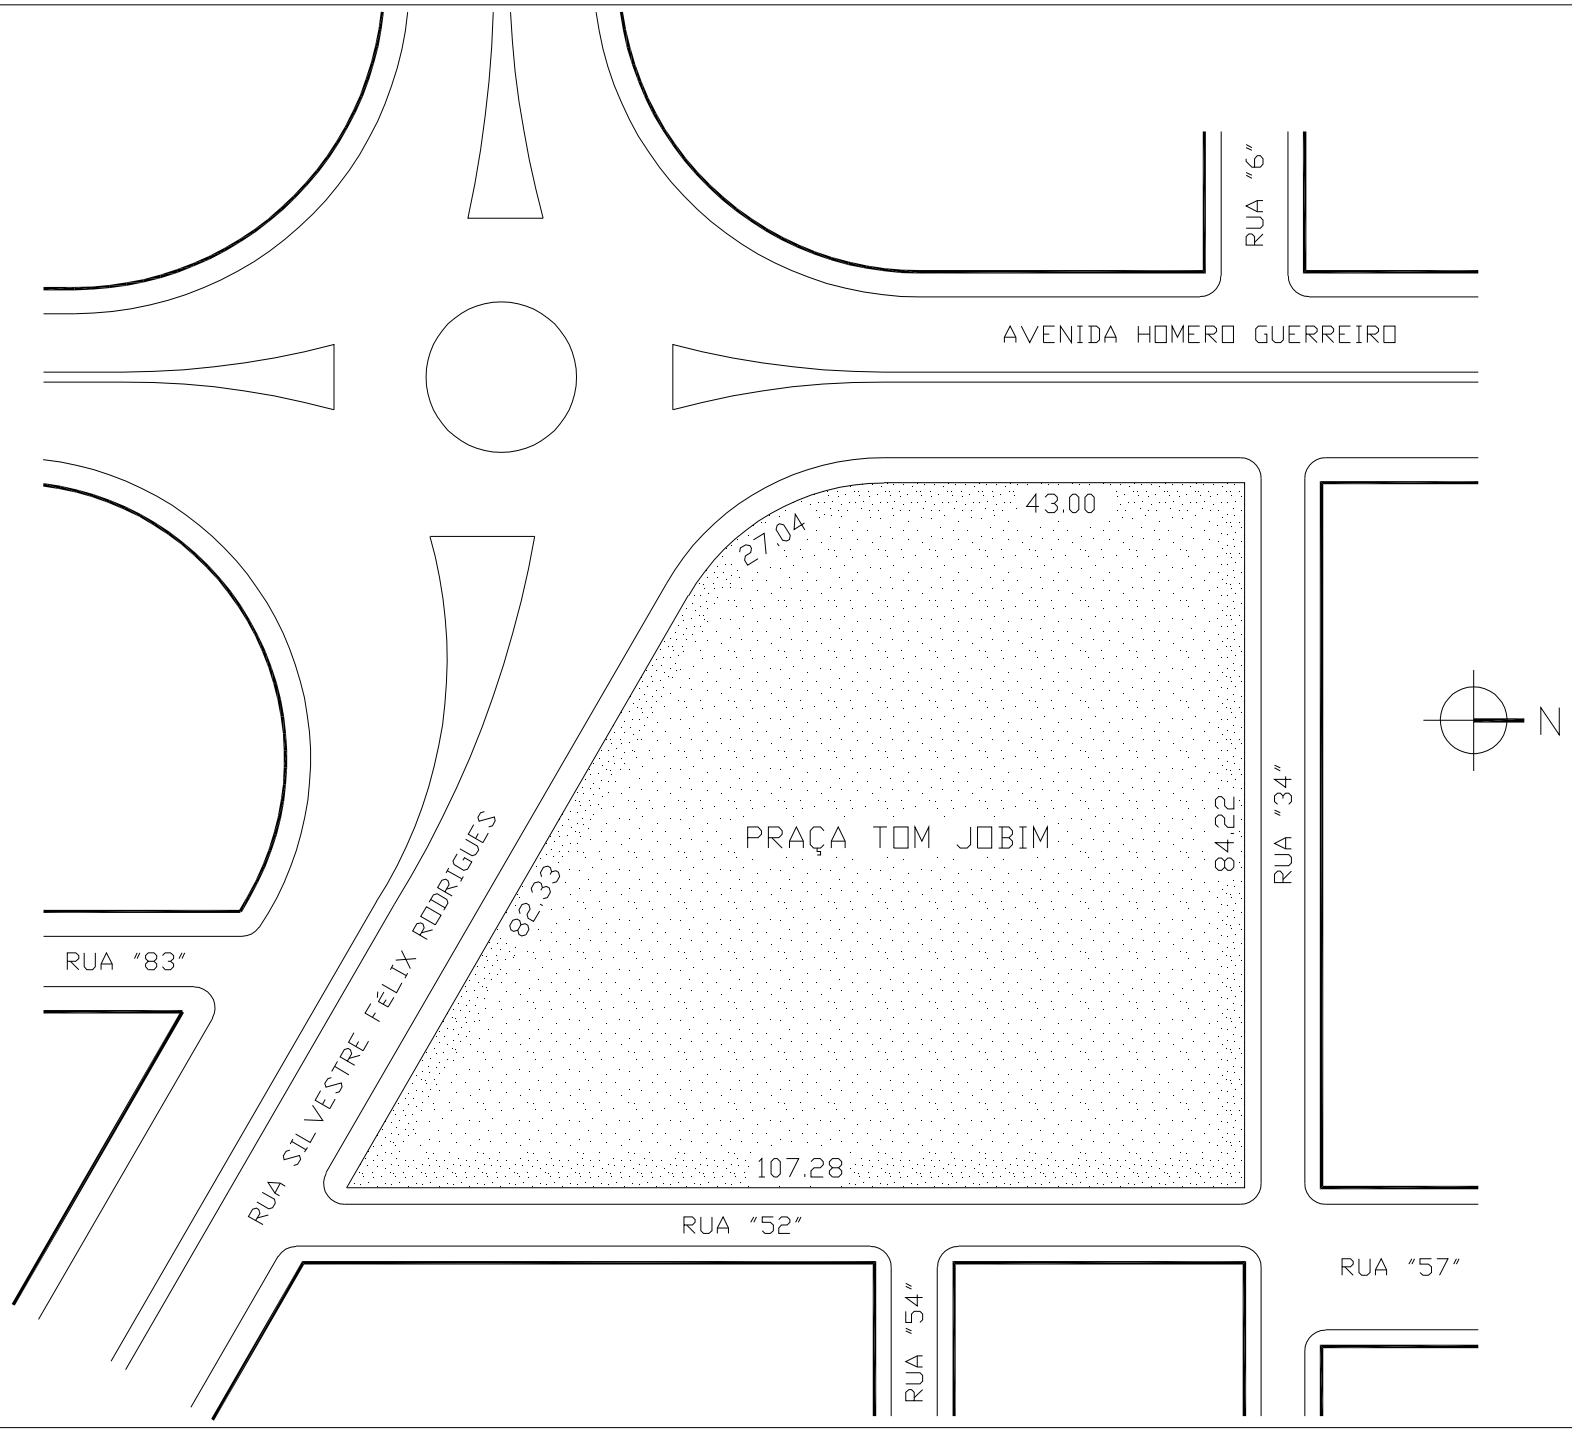 RUA "6"
AVENIDA HOMERO GUERREIRO
43.00
27.04
N
PRAÇA TOM JOBIM
84.22
RUA "34"
82.33
RUA SILVESTRE FÉLIX RODRIGUES
RUA "83"
107.28
RUA "52"
RUA "57"
RUA "54"